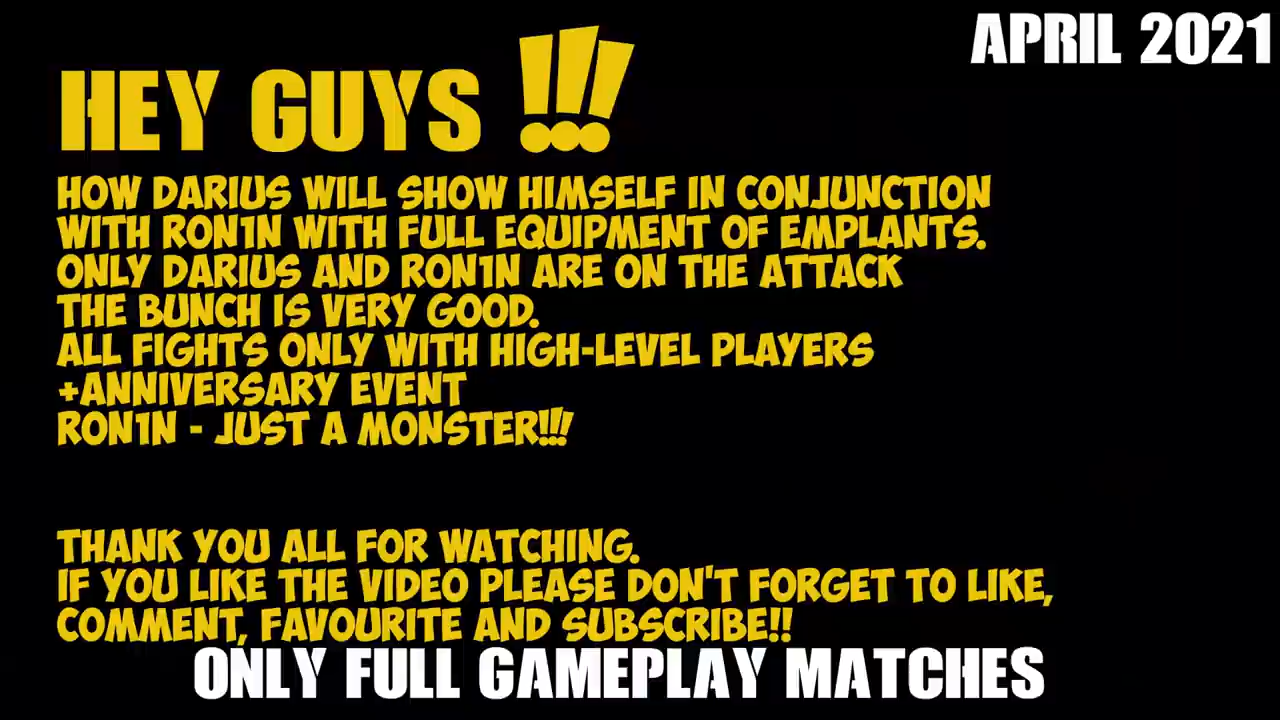 APRIL 2021
HEY GUYS !!!
HOW DARIUS WILL SHOW HIMSELF IN CONJUNCTION
WITH RON1N WITH FULL EQUIPMENT OF EMPLANTS.
ONLY DARIUS AND RON1N ARE ON THE ATTACK
THE BUNCH IS VERY GOOD.
ALL FIGHTS ONLY WITH HIGH-LEVEL PLAYERS
+ANNIVERSARY EVENT
RON1N - JUST A MONSTER!!!
THANK YOU ALL FOR WATCHING.
IF YOU LIKE THE VIDEO PLEASE DON'T FORGET TO LIKE,
COMMENT, FAVOURITE AND SUBSCRIBE!!
ONLY FULL GAMEPLAY MATCHES